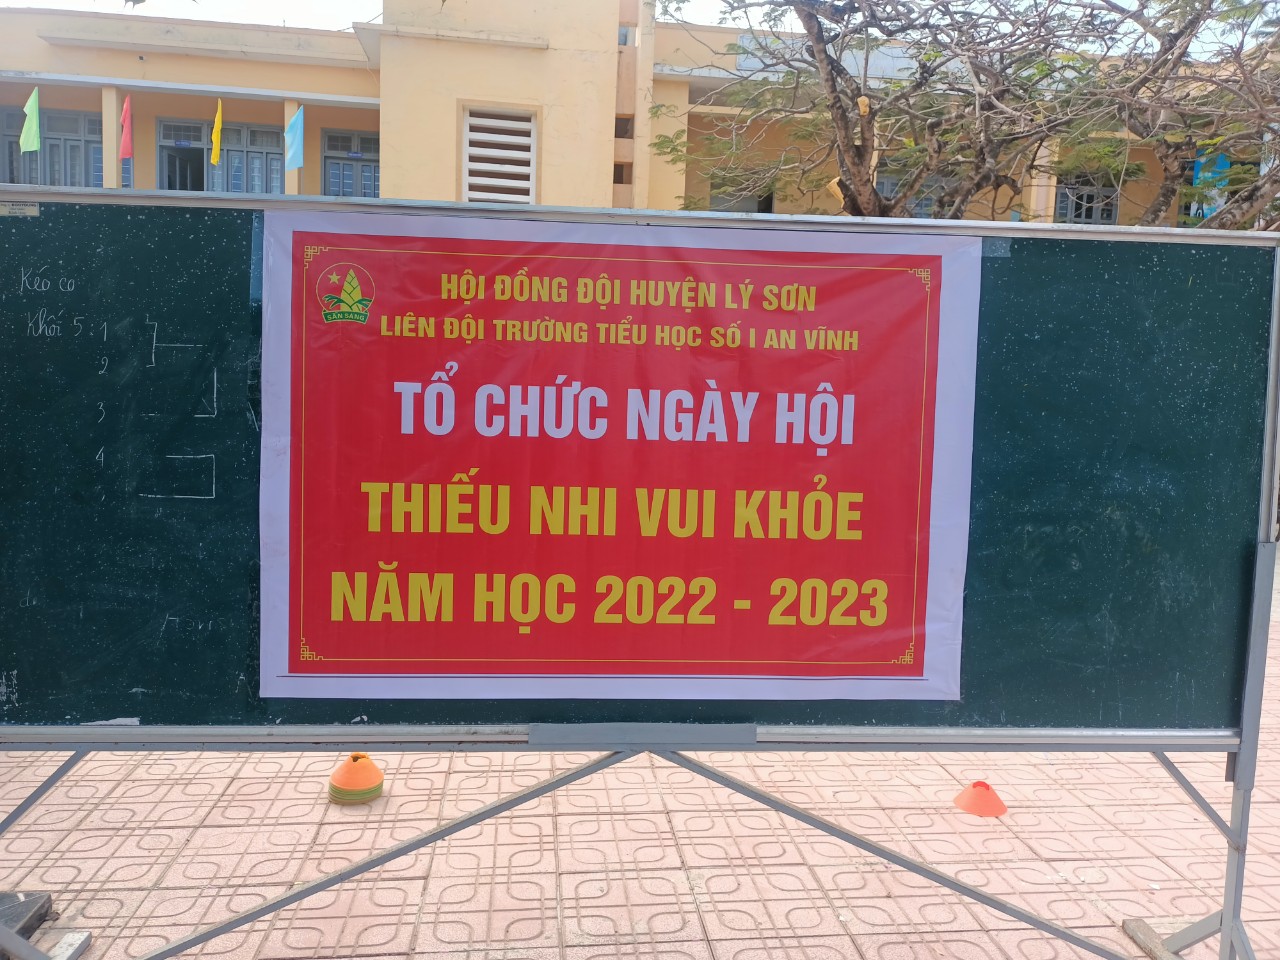 HỘI ĐỒNG ĐỘI HUYỆN LÝ SƠN
LIÊN ĐỘI TRƯỜNG TIỂU HỌC SỐ I AN VĨNH
SẴN SÀNG
TỔ CHỨC NGÀY HỘI
THIẾU NHI VUI KHỎE
NĂM HỌC 2022 - 2023
Kéo co
Khối 5 1
2
3
4